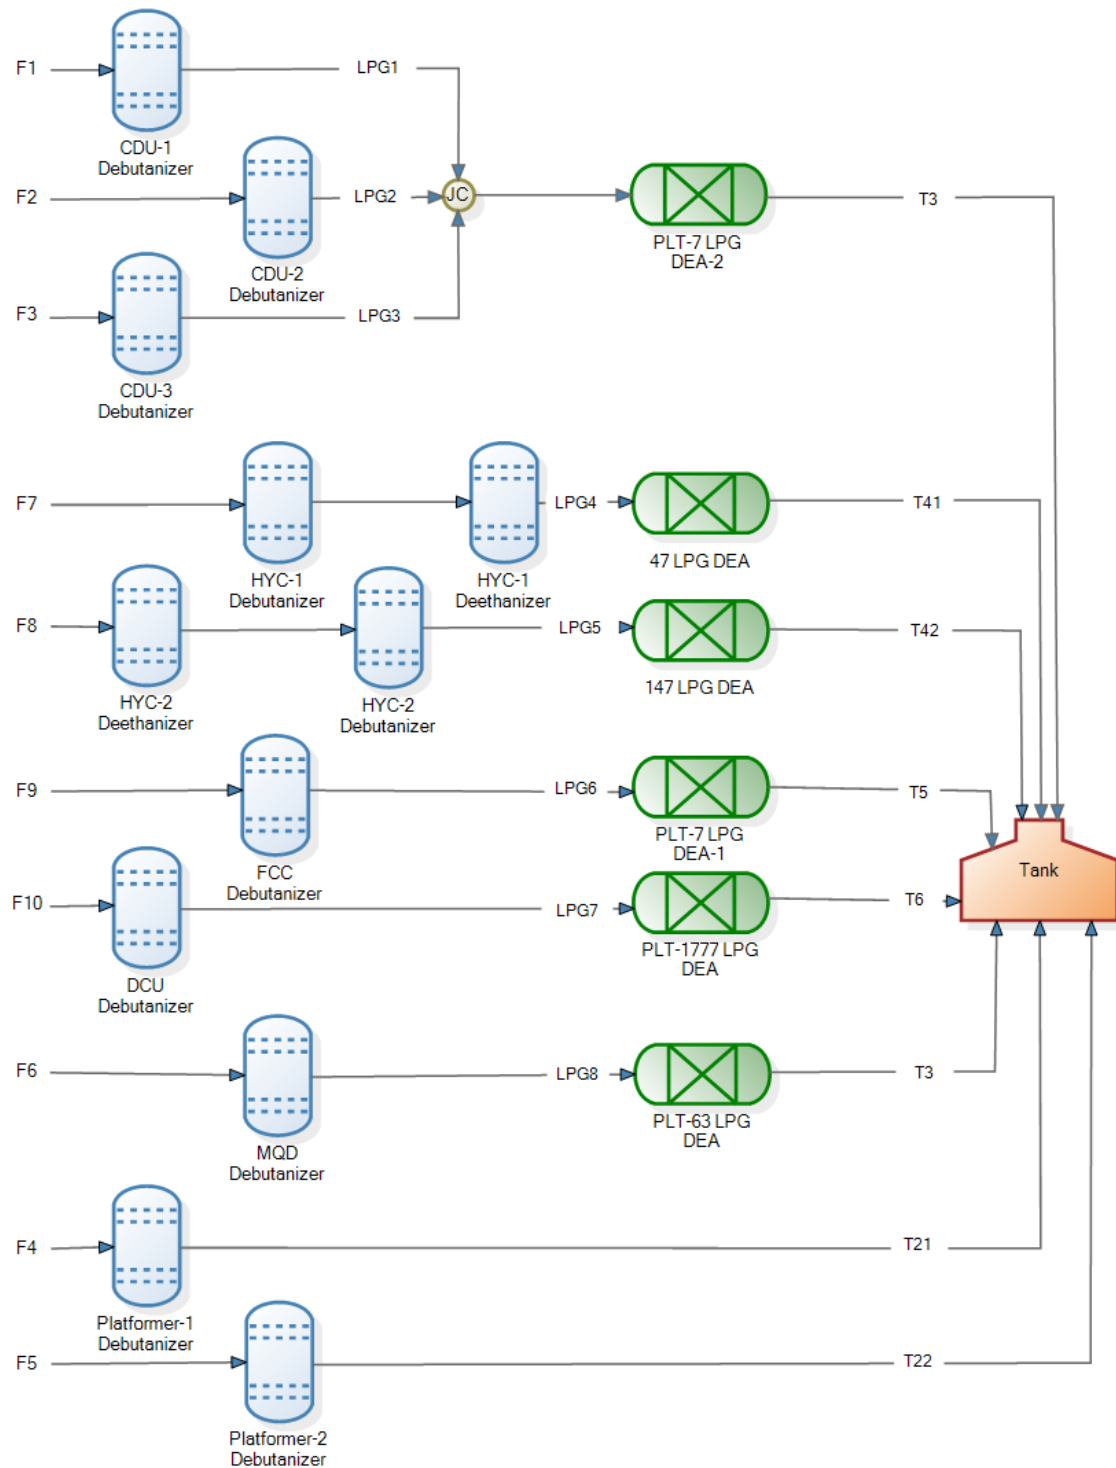 F1
LPG1
CDU-1
Debutanizer
F2
LPG2
JC
T3
CDU-2
Debutanizer
PLT-7 LPG
DEA-2
F3
LPG3
CDU-3
Debutanizer
F7
LPG4
T41
HYC-1
Debutanizer
HYC-1
Deethanizer
47 LPG DEA
F8
LPG5
T42
HYC-2
Deethanizer
HYC-2
Debutanizer
147 LPG DEA
F9
LPG6
T5
FCC
Debutanizer
PLT-7 LPG
DEA-1
Tank
F10
LPG7
T6
DCU
Debutanizer
PLT-1777 LPG
DEA
F6
LPG8
T3
MQD
Debutanizer
PLT-63 LPG
DEA
F4
T21
Platformer-1
Debutanizer
F5
T22
Platformer-2
Debutanizer